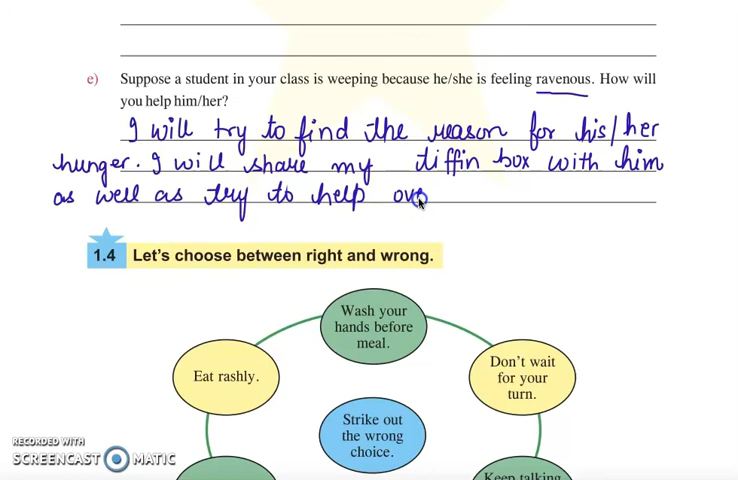 e) Suppose a student in your class is weeping because he/she is feeling ravenous. How will
you help him/her?
I will try to find the reason for his/her
hunger. I will share my tiffin box with him
as well as try to help ove
1.4 Let's choose between right and wrong.
Wash your
hands before
meal.
Eat rashly.
Don't wait
for your
turn.
Strike out
the wrong
choice.
Keep talking
RECORDED WITH
SCREENCAST MATIC